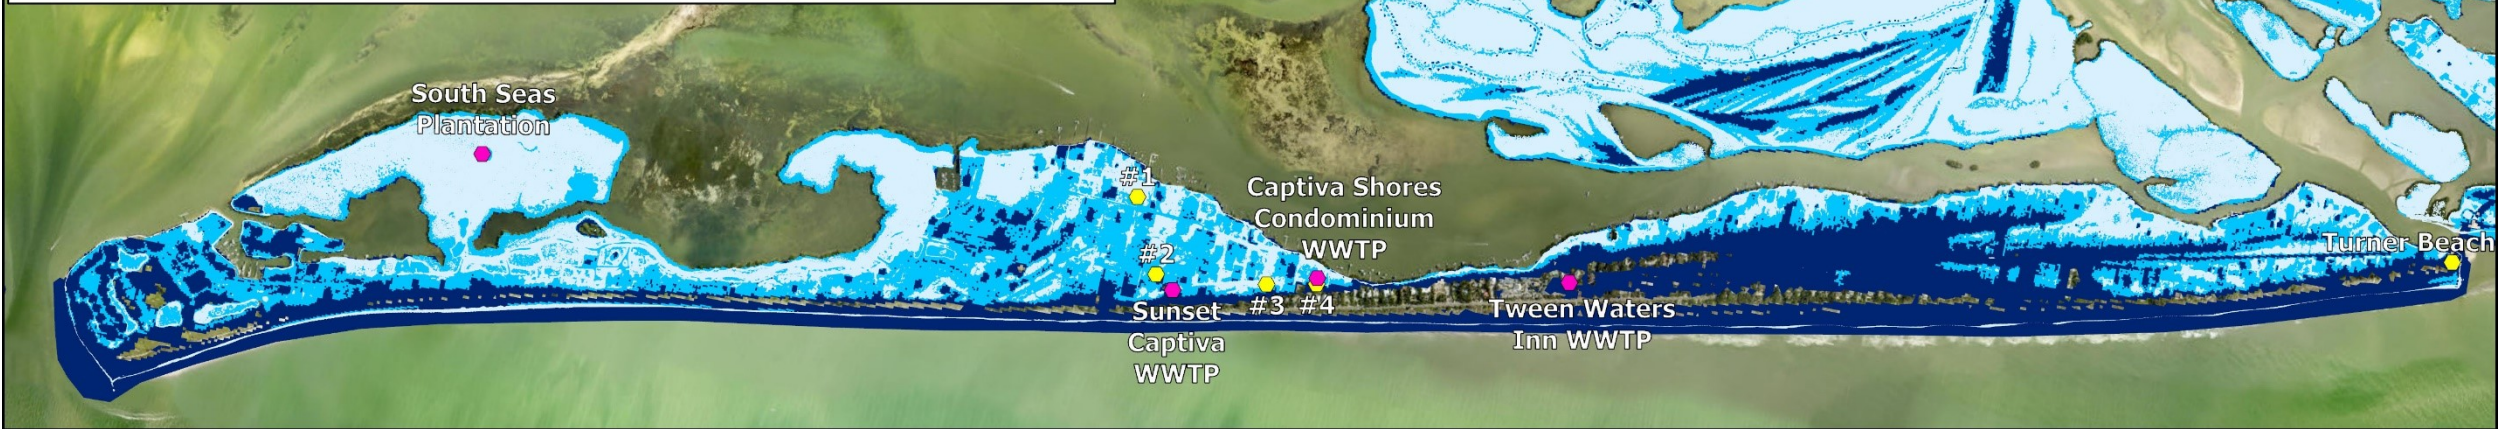 South Seas
Plantation
#1
Captiva Shores
Condominium
WWTP
#2
Turner Beach
Sunset
Captiva
WWTP
#3
#4
Tween Waters
Inn WWTP